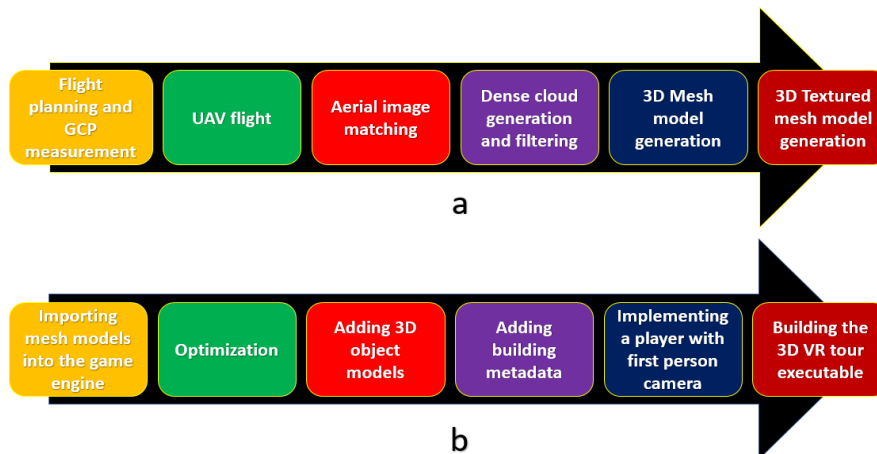 Flight
planning and
GCP
measurement
UAV flight
Aerial image
matching
Dense cloud
generation
and filtering
3D Mesh
model
generation
3D Textured
mesh model
generation
a
Importing
mesh models
into the game
engine
Optimization
Adding 3D
object
models
Adding
building
metadata
Implementing
a player with
first person
camera
Building the
3D VR tour
executable
b